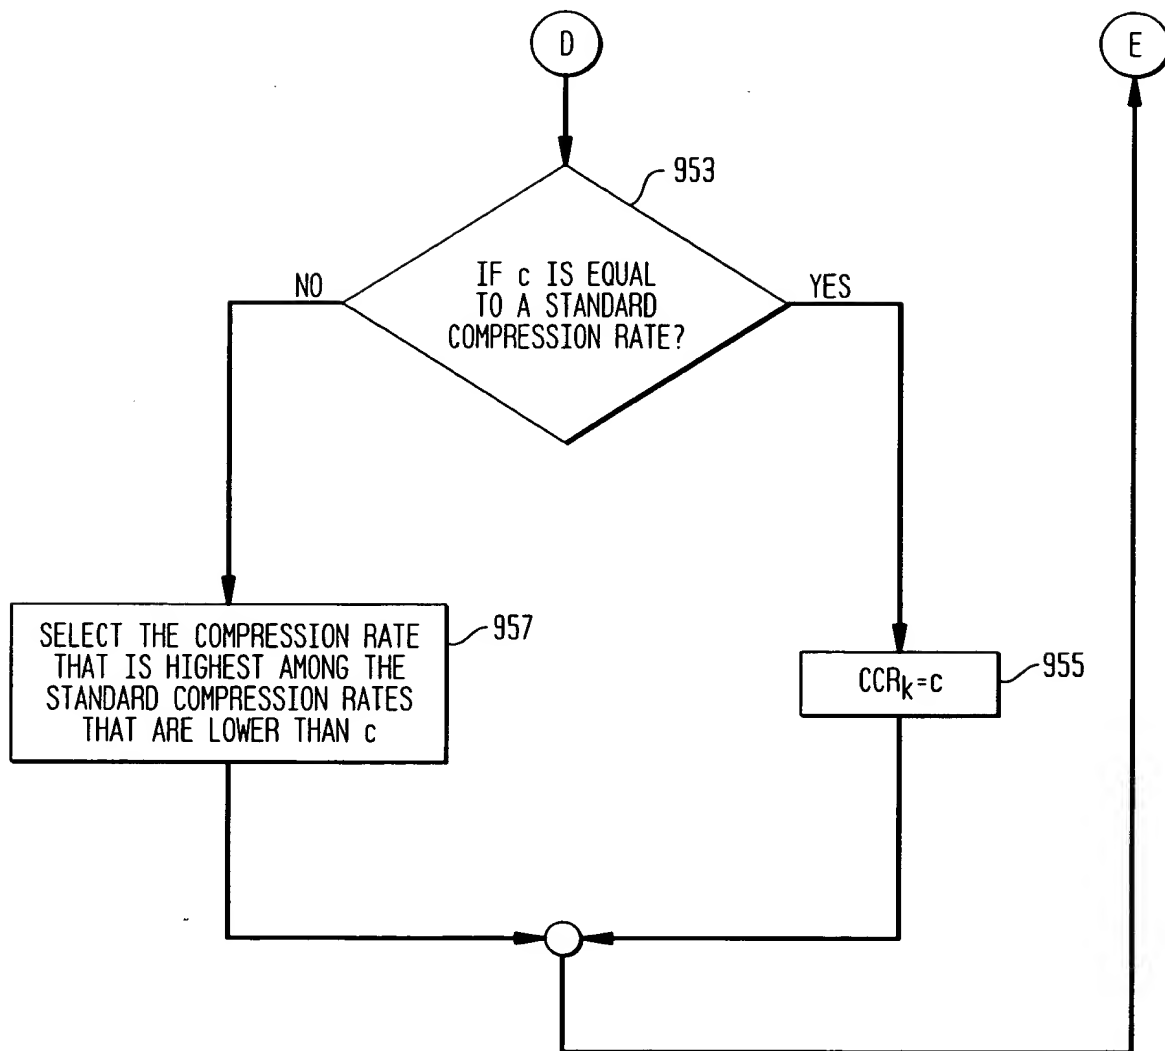 D
E
953
IF c IS EQUAL
TO A STANDARD
COMPRESSION RATE?
NO
YES
SELECT THE COMPRESSION RATE
THAT IS HIGHEST AMONG THE
STANDARD COMPRESSION RATES
THAT ARE LOWER THAN c
957
CCRk=c
955